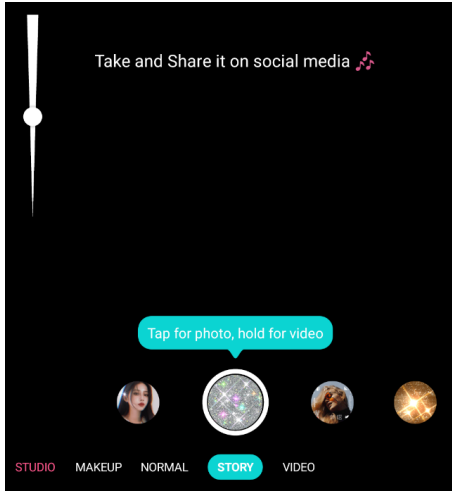 Take and Share it on social media 🎶
Tap for photo, hold for video
STUDIO MAKEUP NORMAL STORY VIDEO